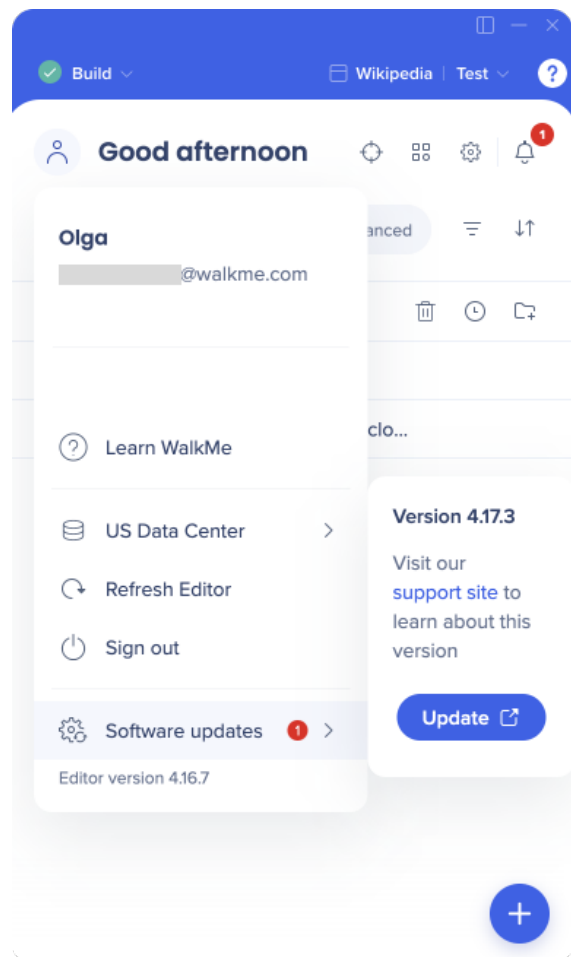 Build
Wikipedia | Test
?
Good afternoon
1
Olga
@walkme.com
anced
clo...
Learn WalkMe
US Data Center
Refresh Editor
Sign out
Software updates 1
Editor version 4.16.7
Version 4.17.3
Visit our
support site to
learn about this
version
Update